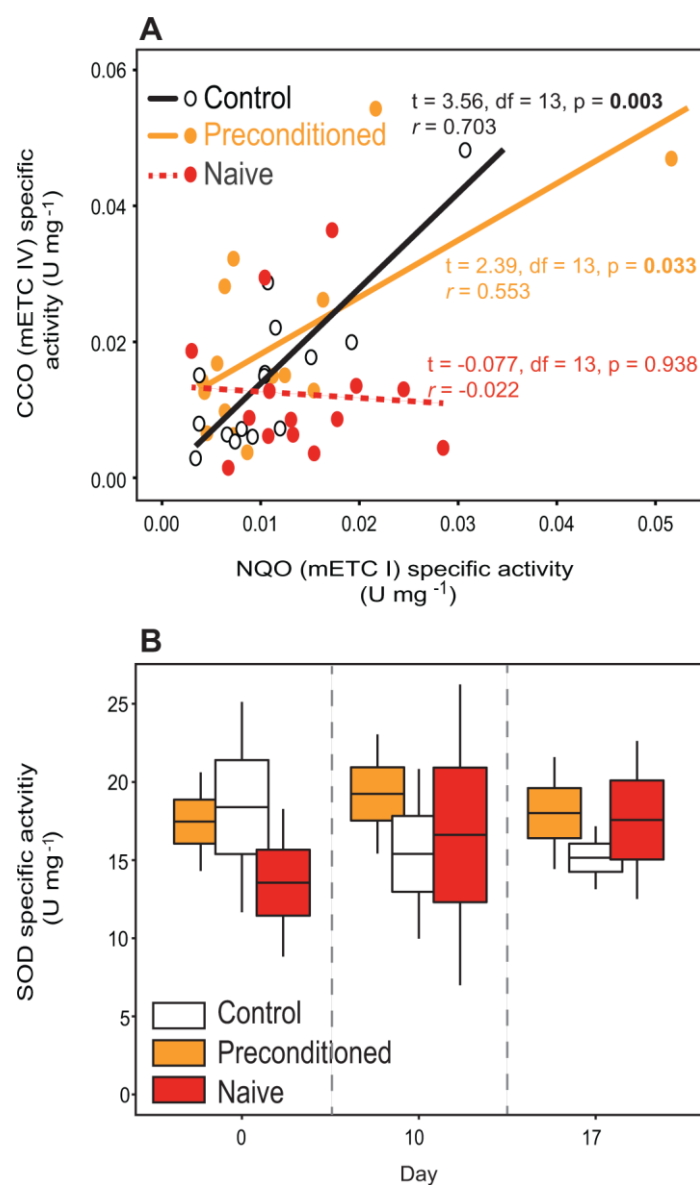 A
0.06
0.04
0.02
0.00
CCO (mETC IV) specific
activity (U mg -1)
Control
Preconditioned
Naive
t = 3.56, df = 13, p = 0.003
r = 0.703
t = 2.39, df = 13, p = 0.033
r = 0.553
t = -0.077, df = 13, p = 0.938
r = -0.022
0.00 0.01 0.02 0.03 0.04 0.05
NQO (mETC I) specific activity
(U mg -1)
B
25
20
15
10
5
0
SOD specific actvitiy
(U mg -1)
Control
Preconditioned
Naive
0 10 17
Day